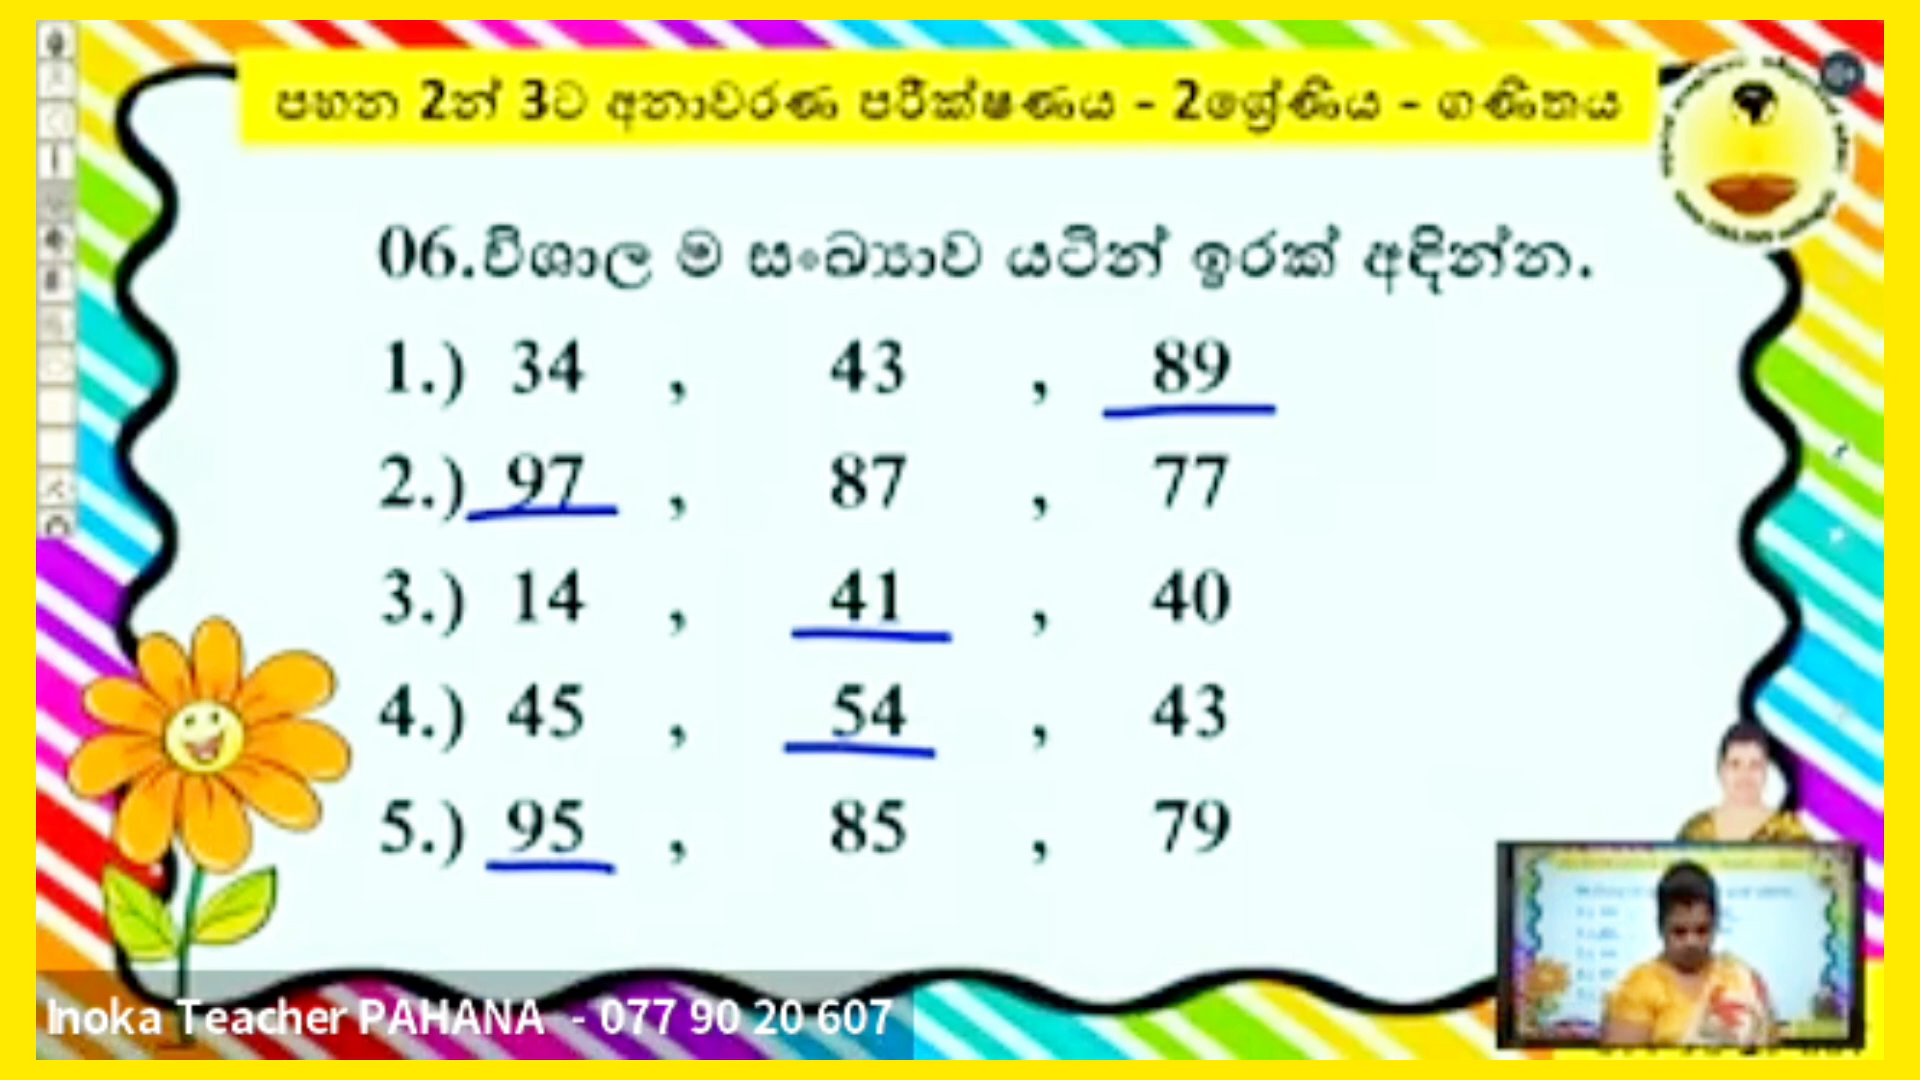 පහන 2න් 3ට අනාවරණ පරීක්ෂණය - 2ශ්‍රේණිය - ගණිතය
06.විශාල ම සංඛ්‍යාව යටින් ඉරක් අඳින්න.
1.) 34 , 43 , 89
2.) 97 , 87 , 77
3.) 14 , 41 , 40
4.) 45 , 54 , 43
5.) 95 , 85 , 79
Inoka Teacher PAHANA - 077 90 20 607